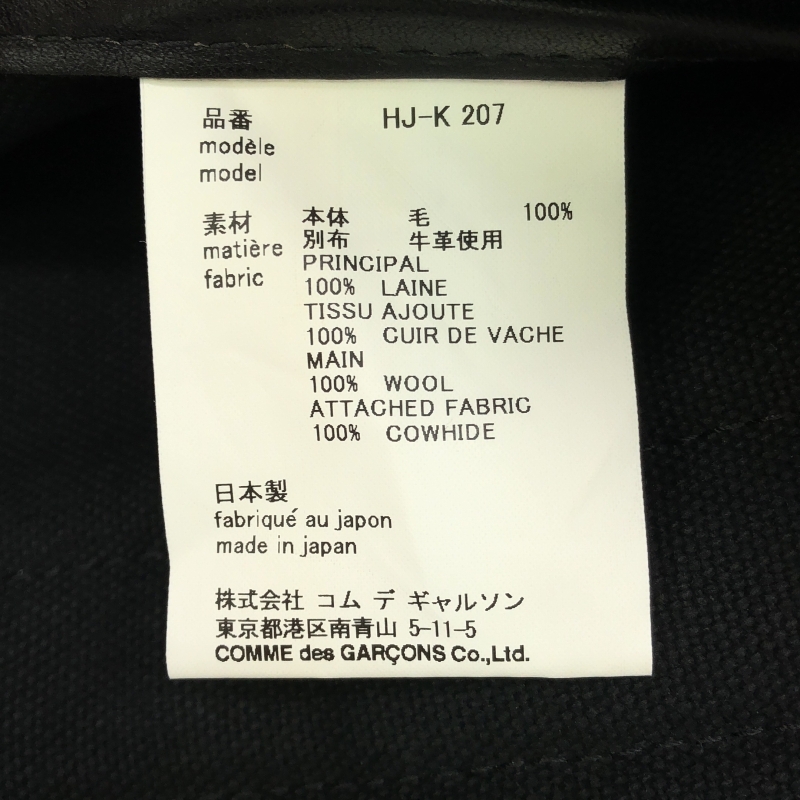 品番 HJ-K 207
modèle
model
素材 本体 毛 100%
matière 別布 牛革使用
fabric PRINCIPAL
100% LAINE
TISSU AJOUTE
100% CUIR DE VACHE
MAIN
100% WOOL
ATTACHED FABRIC
100% COWHIDE
日本製
fabriqué au japon
made in japan
株式会社 コム デ ギャルソン
東京都港区南青山 5-11-5
COMME des GARÇONS Co.,Ltd.